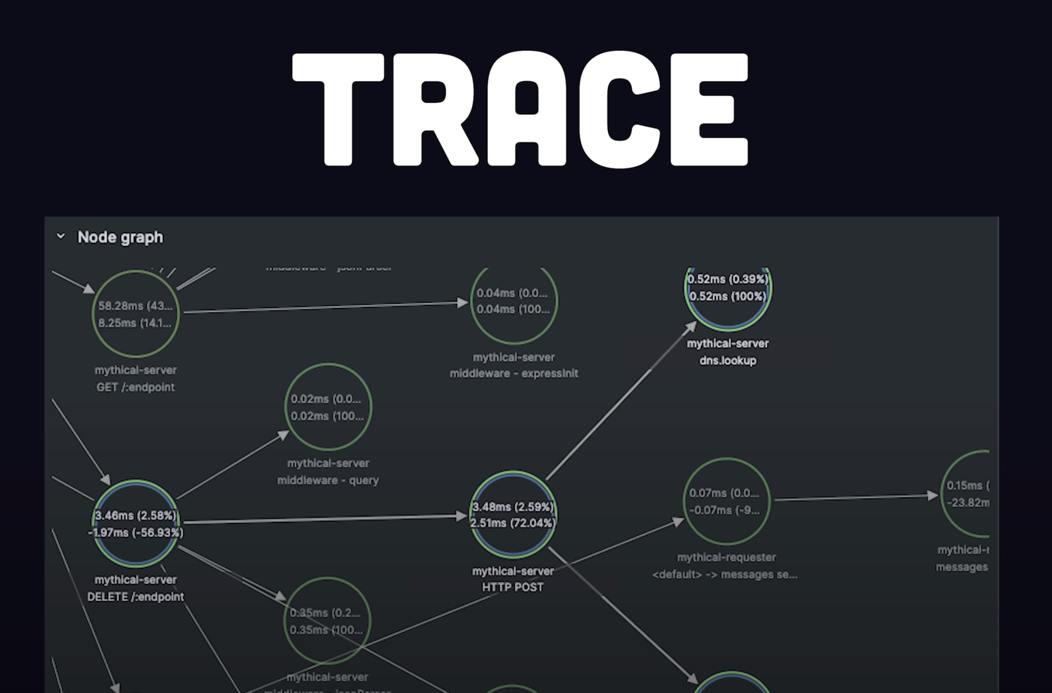 TRACE
Node graph
58.28ms (43...
8.25ms (14.1...
mythical-server
GET /:endpoint
0.04ms (0.0...
0.04ms (100...
mythical-server
middleware - expressInit
0.52ms (0.39%)
0.52ms (100%)
mythical-server
dns.lookup
0.02ms (0.0...
0.02ms (100...
mythical-server
middleware - query
3.46ms (2.58%)
-1.97ms (-56.93%)
mythical-server
DELETE /:endpoint
3.48ms (2.59%)
2.51ms (72.04%)
mythical-server
HTTP POST
0.07ms (0.0...
-0.07ms (-9...
mythical-requester
<default> -> messages se...
0.15ms (
-23.82m
mythical-r
messages
0.35ms (0.2...
0.35ms (100...
mythical-server